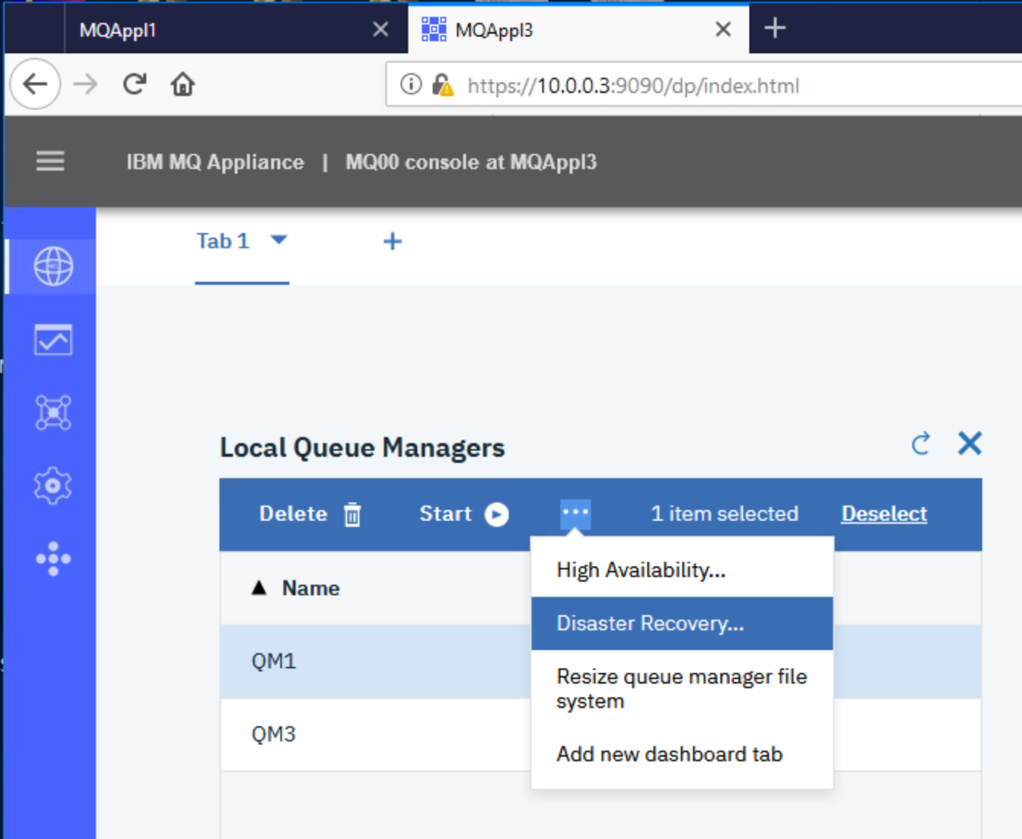 MQAppl1
MQAppl3
https://10.0.0.3:9090/dp/index.html
IBM MQ Appliance | MQ00 console at MQAppl3
Tab 1
Local Queue Managers
Delete Start ... 1 item selected Deselect
Name
High Availability...
Disaster Recovery...
Resize queue manager file
system
Add new dashboard tab
QM1
QM3